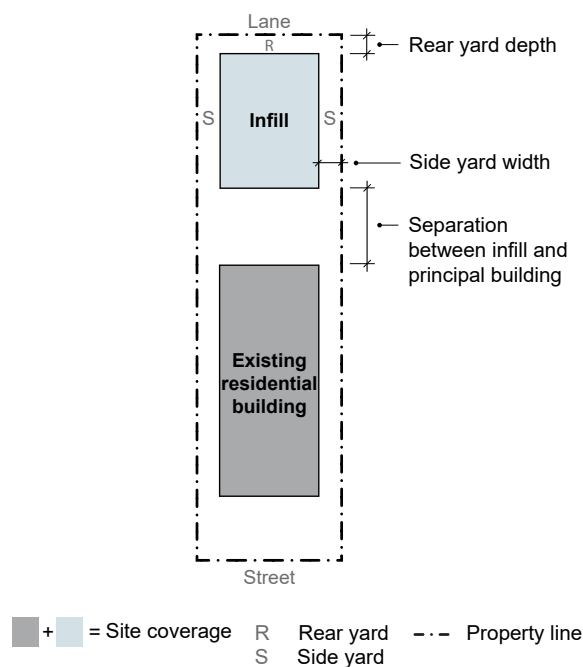 Lane
R
Rear yard depth
S
Infill
S
Side yard width
Separation
between infill and
principal building
Existing
residential
building
Street
+ = Site coverage
R Rear yard
Property line
S Side yard